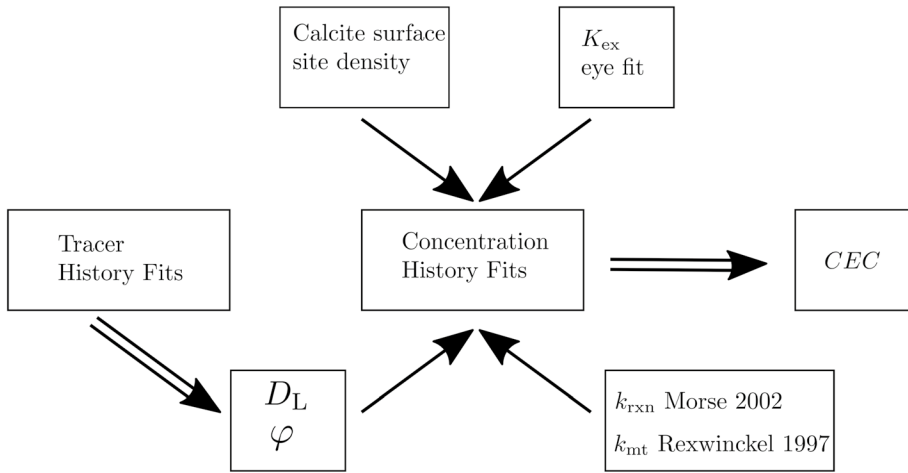 Calcite surface
site density
K_ex
eye fit
Tracer
History Fits
Concentration
History Fits
CEC
D_L
φ
k_rxn Morse 2002
k_mt Rexwinckel 1997